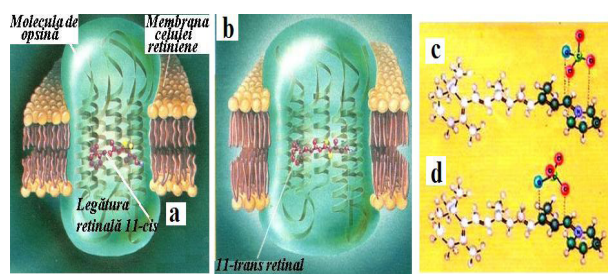 Molecula de
opsină
Membrana
celulei
retiniene
Legătura
retinală 11-cis
a
b
11-trans retinal
c
d